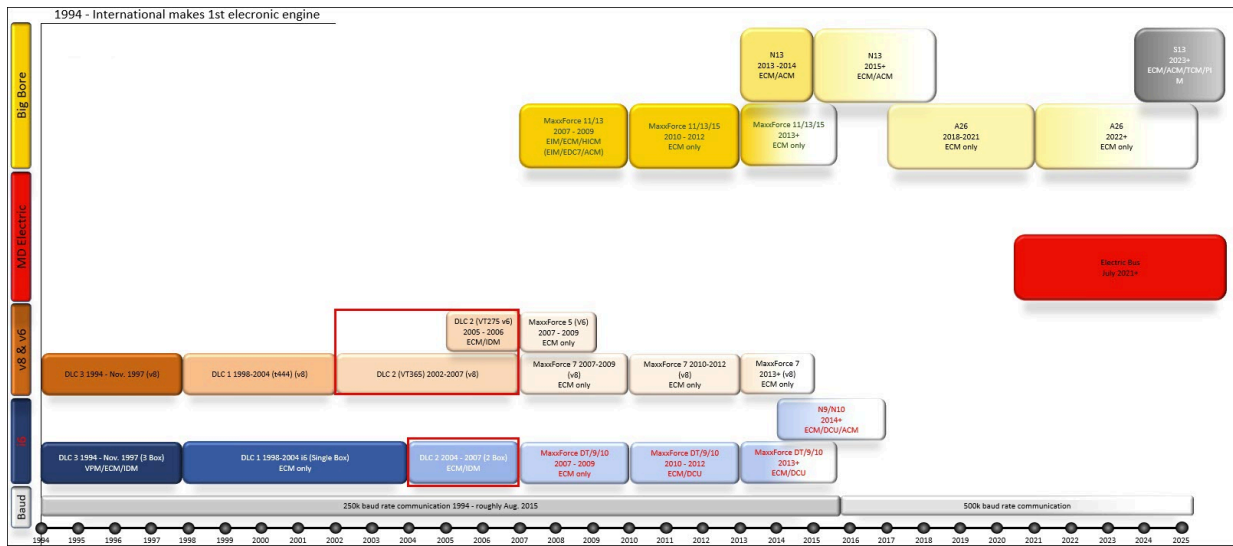 1994 - International makes 1st elecronic engine
Big Bore
N13
2013 -2014
ECM/ACM
N13
2015+
ECM/ACM
S13
2023+
ECM/ACM/TCM/PI
M
MaxxForce 11/13
2007 - 2009
EIM/ECM/HICM
(EIM/EDC7/ACM)
MaxxForce 11/13/15
2010 - 2012
ECM only
MaxxForce 11/13/15
2013+
ECM only
A26
2018-2021
ECM only
A26
2022+
ECM only
MD Electric
Electric Bus
July 2021+
v8 & v6
DLC 2 (VT275 v6)
2005 - 2006
ECM/IDM
MaxxForce 5 (V6)
2007 - 2009
ECM only
DLC 3 1994 - Nov. 1997 (v8)
DLC 1 1998-2004 (t444) (v8)
DLC 2 (VT365) 2002-2007 (v8)
MaxxForce 7 2007-2009
(v8)
ECM only
MaxxForce 7 2010-2012
(v8)
ECM only
MaxxForce 7
2013+ (v8)
ECM only
i6
N9/N10
2014+
ECM/DCU/ACM
DLC 3 1994 - Nov. 1997 (3 Box)
VPM/ECM/IDM
DLC 1 1998-2004 i6 (Single Box)
ECM only
DLC 2 2004 - 2007 (2 Box)
ECM/IDM
MaxxForce DT/9/10
2007 - 2009
ECM only
MaxxForce DT/9/10
2010 - 2012
ECM/DCU
MaxxForce DT/9/10
2013+
ECM/DCU
Baud
250k baud rate communication 1994 - roughly Aug. 2015
500k baud rate communication
1994 1995 1996 1997 1998 1999 2000 2001 2002 2003 2004 2005 2006 2007 2008 2009 2010 2011 2012 2013 2014 2015 2016 2017 2018 2019 2020 2021 2022 2023 2024 2025